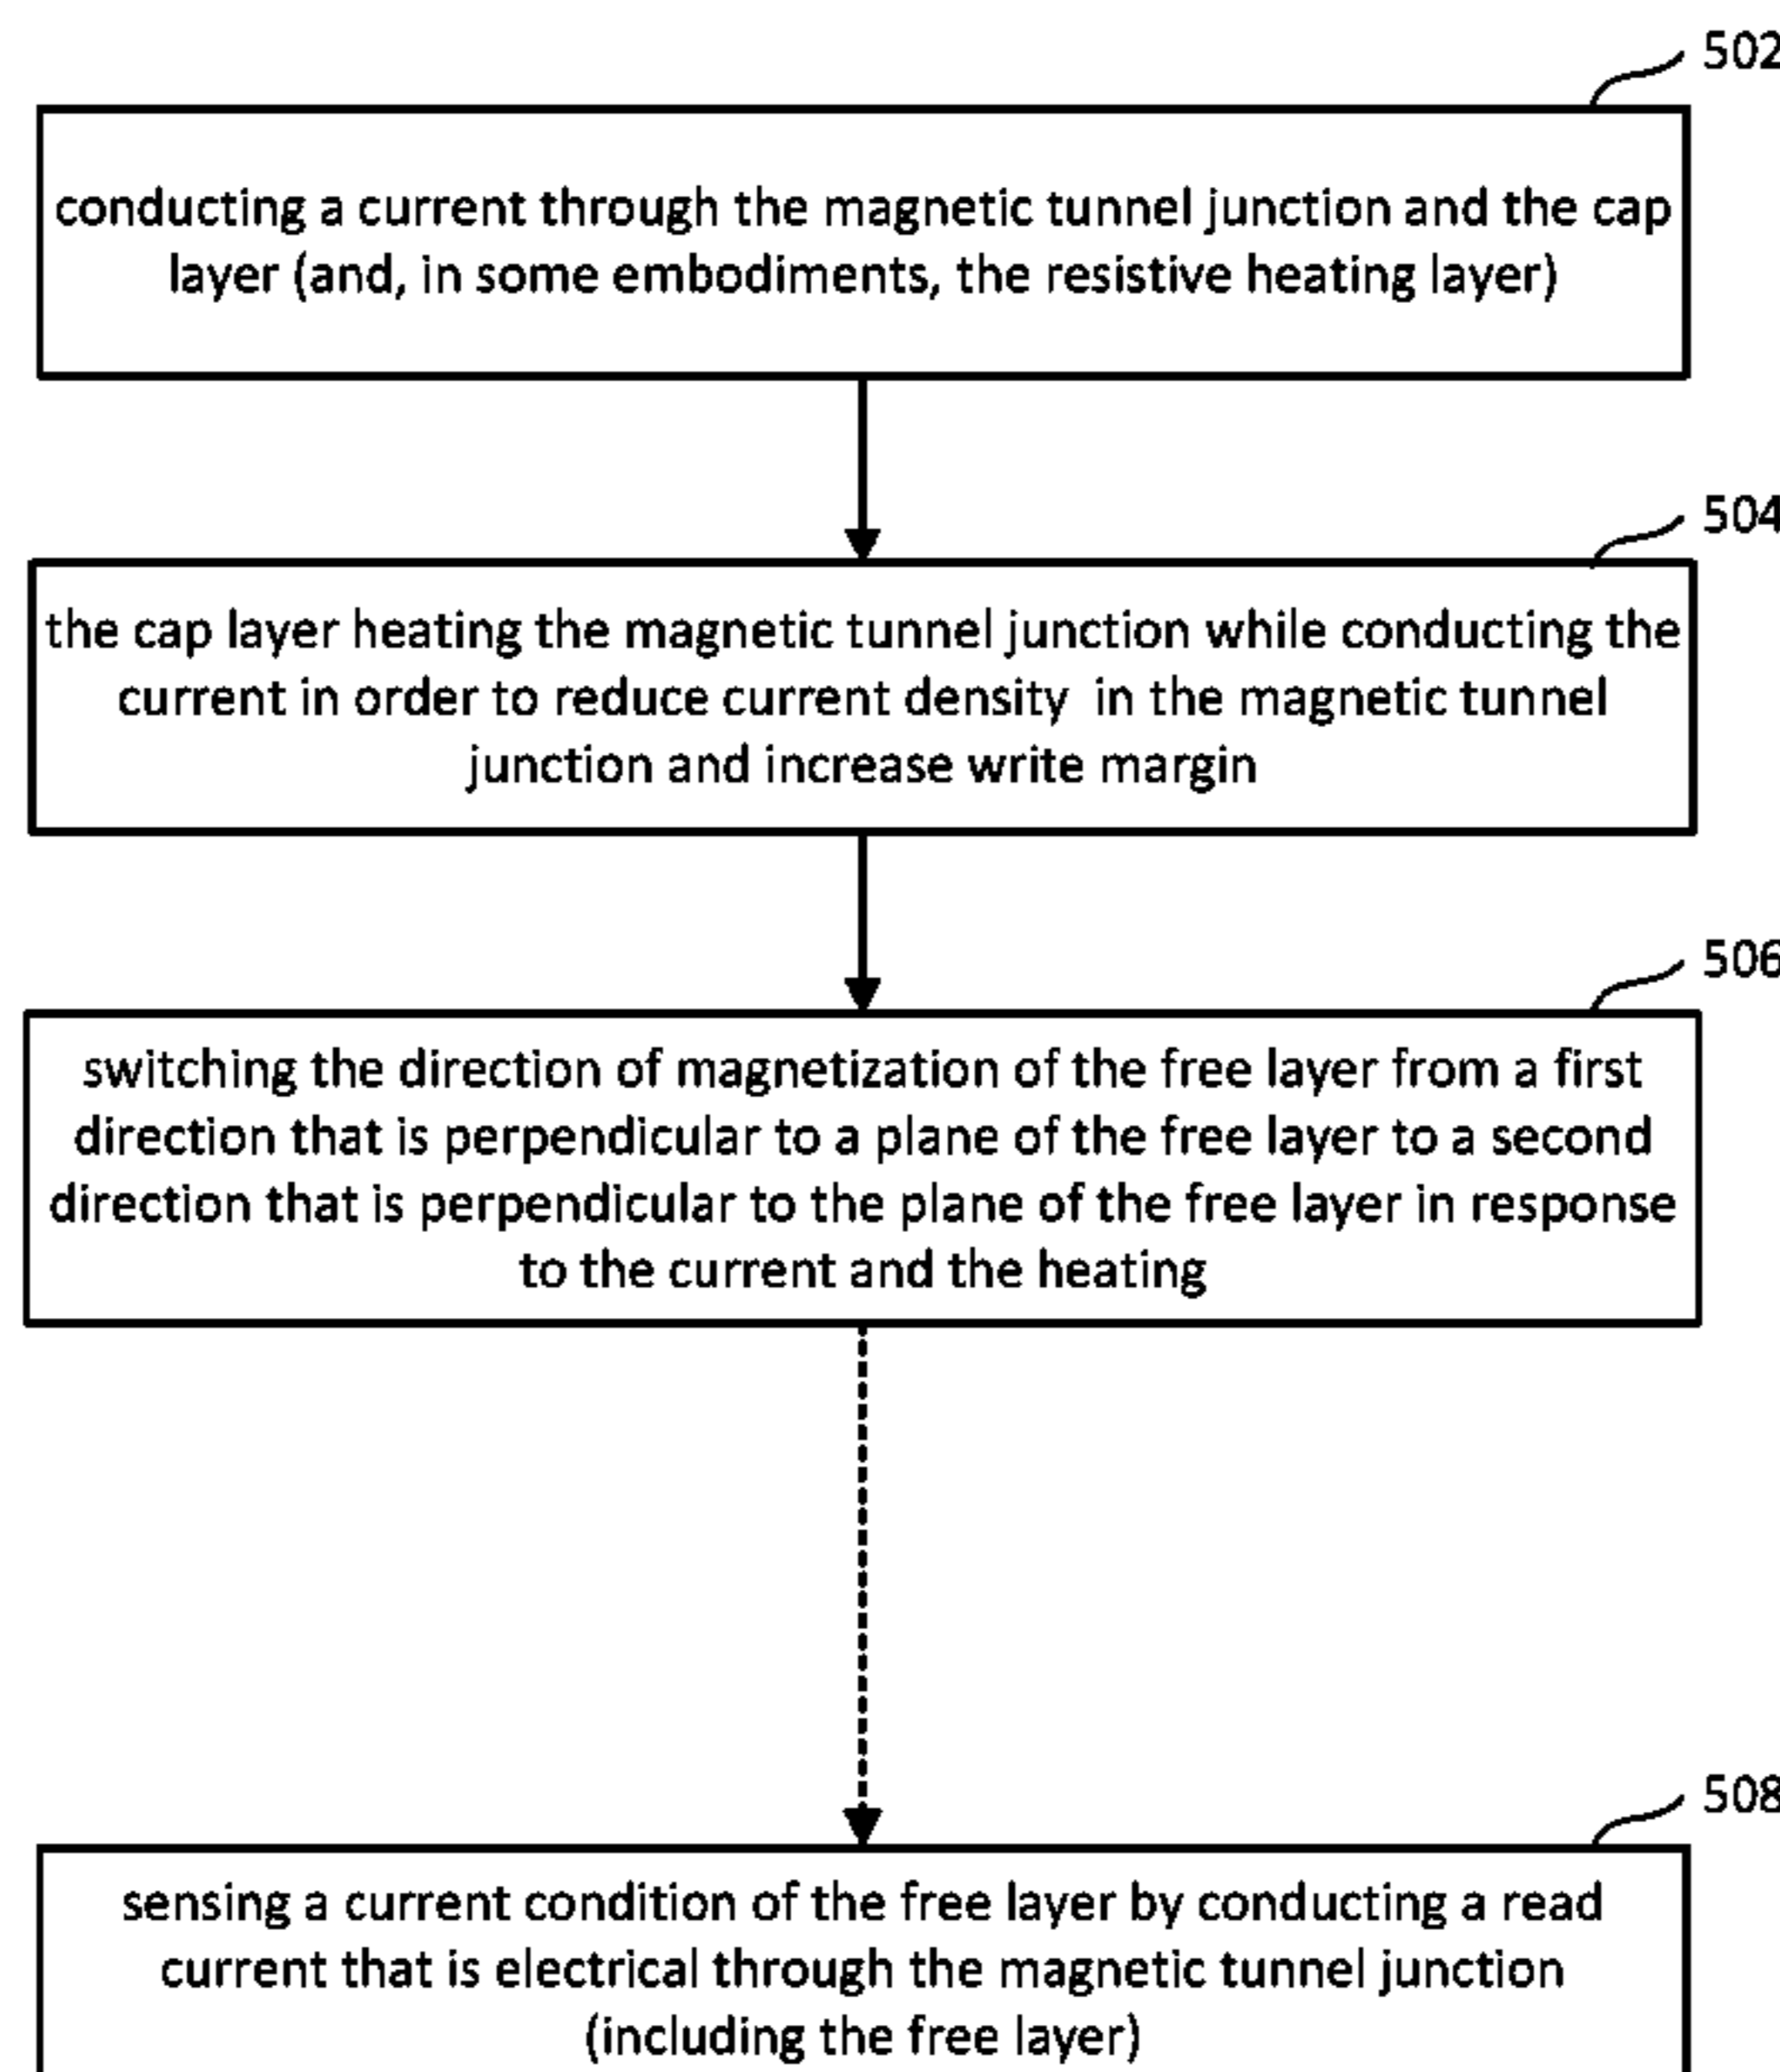 502
conducting a current through the magnetic tunnel junction and the cap
layer (and, in some embodiments, the resistive heating layer)
504
the cap layer heating the magnetic tunnel junction while conducting the
current in order to reduce current density in the magnetic tunnel
junction and increase write margin
506
switching the direction of magnetization of the free layer from a first
direction that is perpendicular to a plane of the free layer to a second
direction that is perpendicular to the plane of the free layer in response
to the current and the heating
508
sensing a current condition of the free layer by conducting a read
current that is electrical through the magnetic tunnel junction
(including the free layer)